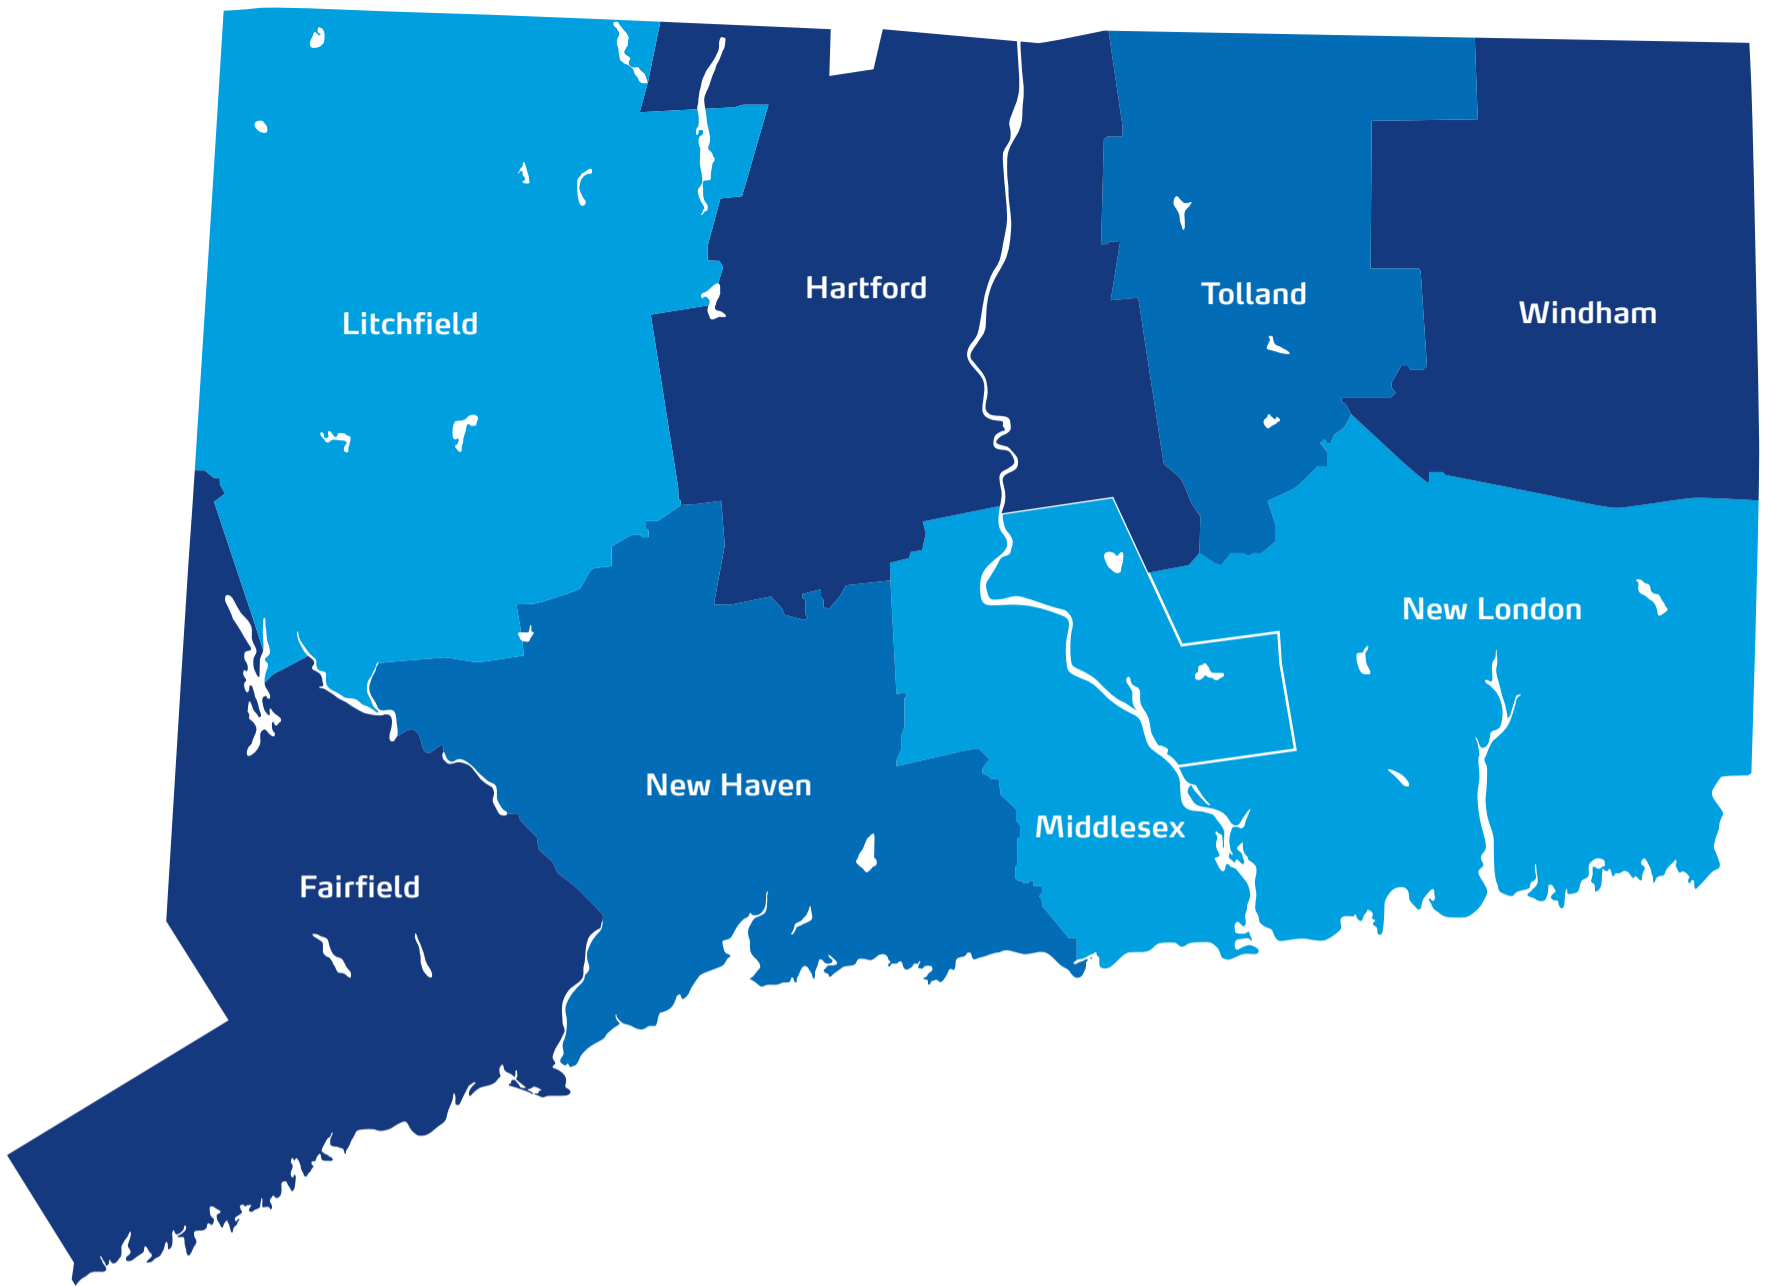 Hartford
Tolland
Windham
Litchfield
New London
New Haven
Middlesex
Fairfield